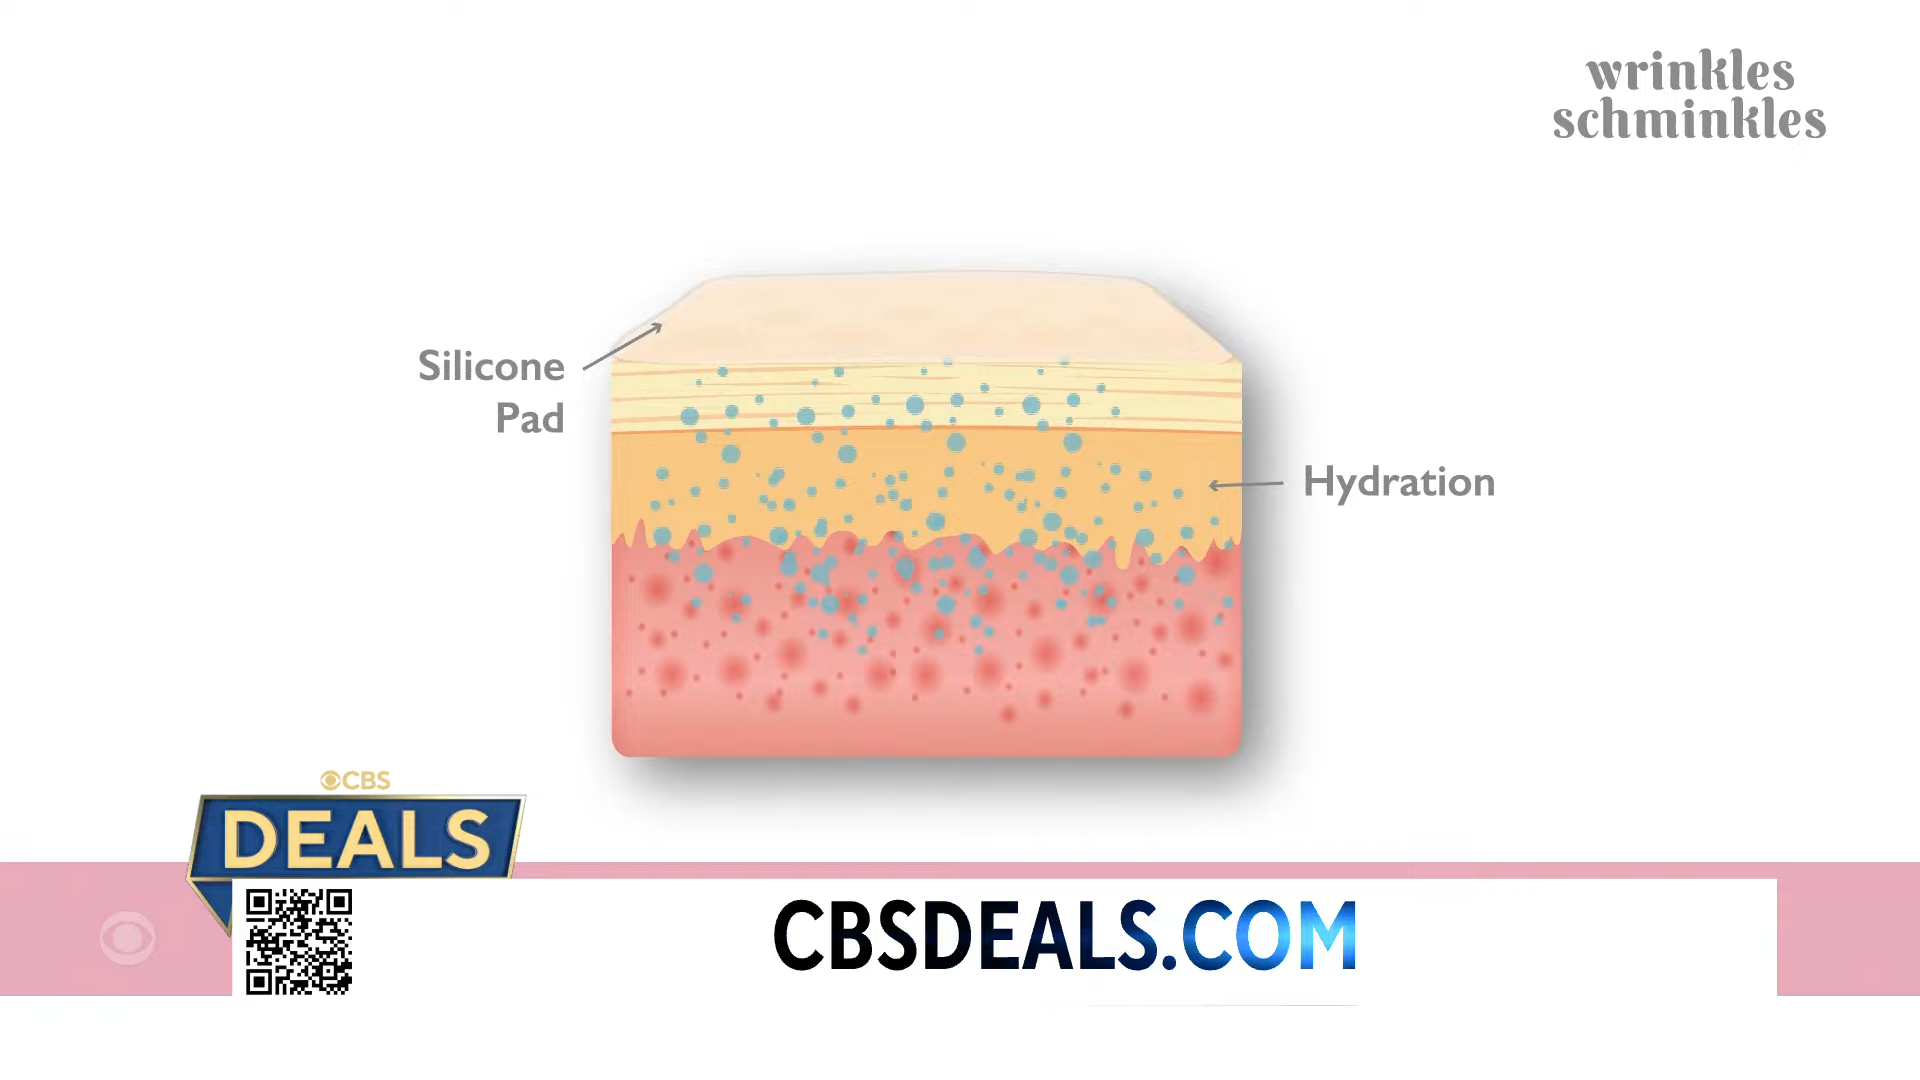 wrinkles
schminkles
Silicone
Pad
Hydration
CBS
DEALS
CBSDEALS.COM